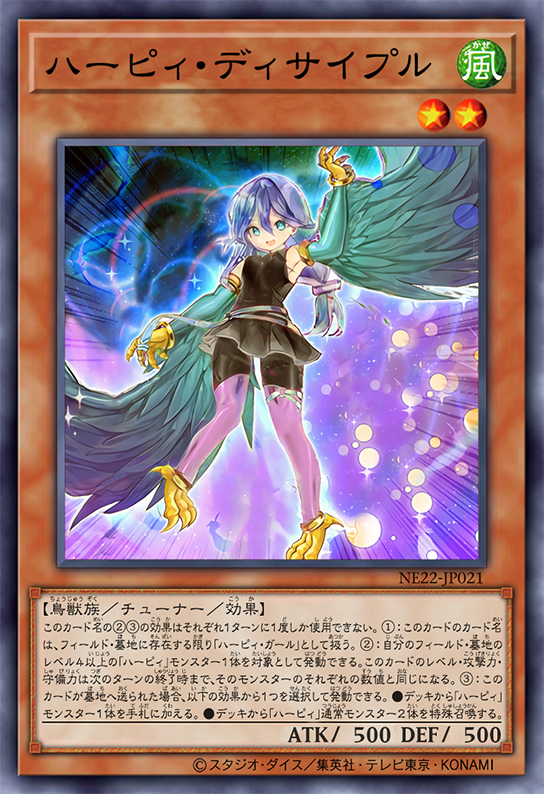 ハーピィ・ディサイプル
風
NE22-JP021
【鳥獣族／チューナー／効果】
このカード名の②③の効果はそれぞれ1ターンに1度しか使用できない。①：このカードのカード名
は、フィールド・墓地に存在する限り「ハーピィ・ガール」として扱う。②：自分のフィールド・墓地の
レベル４以上の「ハーピィ」モンスター1体を対象として発動できる。このカードのレベル・攻撃力・
守備力は次のターンの終了時まで、そのモンスターのそれぞれの数値と同じになる。③：この
カードが墓地へ送られた場合、以下の効果から1つを選択して発動できる。●デッキから「ハーピィ」
モンスター1体を手札に加える。●デッキから「ハーピィ」通常モンスター２体を特殊召喚する。
ATK/ 500 DEF/ 500
©スタジオ・ダイス／集英社・テレビ東京・KONAMI